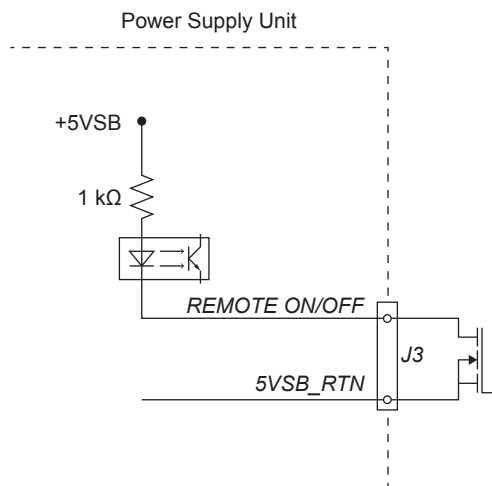 Power Supply Unit
+5VSB
1 kΩ
REMOTE ON/OFF
J3
5VSB_RTN